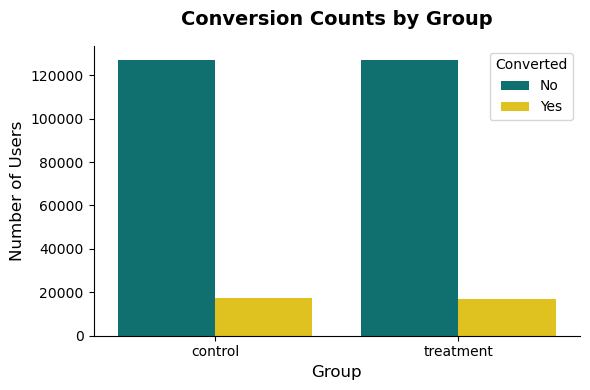 Conversion Counts by Group
Number of Users
120000
100000
80000
60000
40000
20000
0
Converted
No
Yes
control
treatment
Group